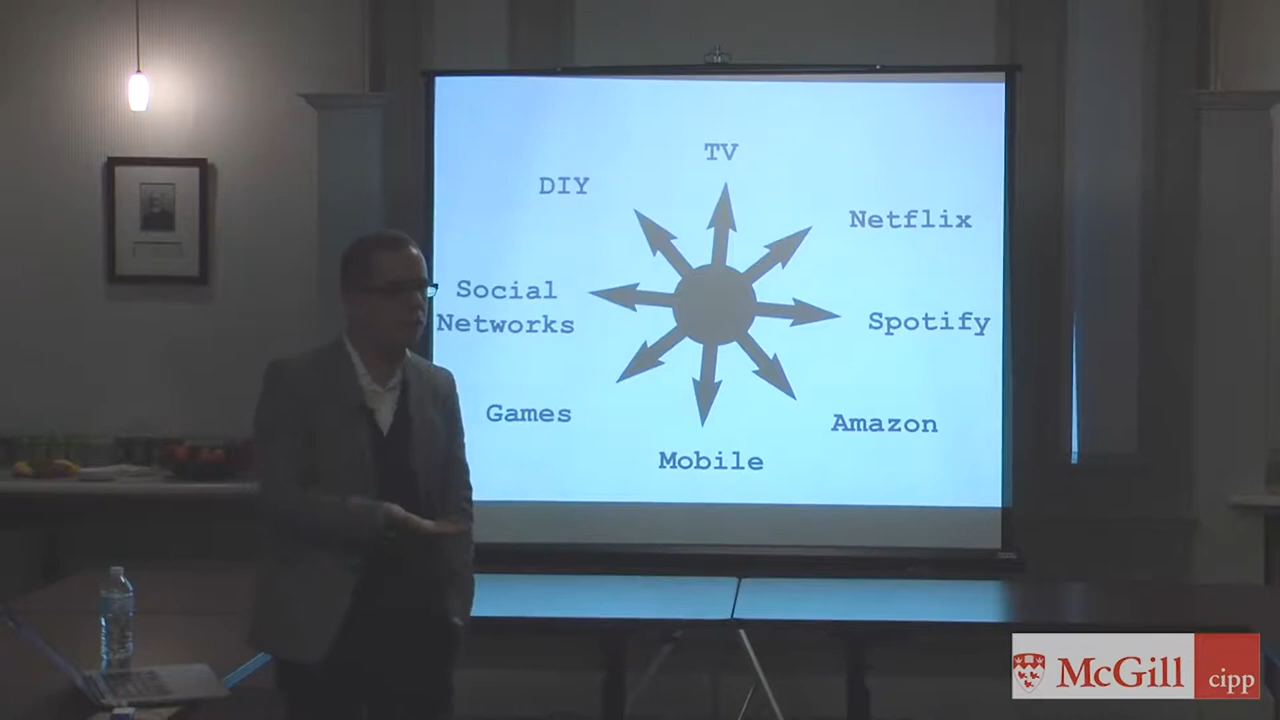 TV
DIY
Netflix
Social
Networks
Spotify
Games
Amazon
Mobile
McGill
cipp